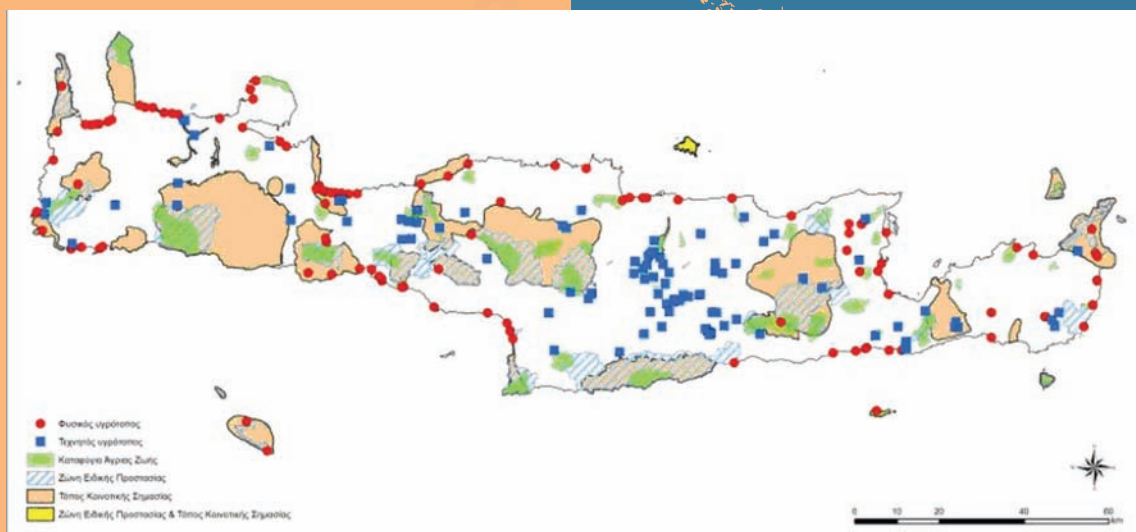 Φυσικός υγρότοπος
Τεχνητός υγρότοπος
Καταφύγια Άγριας Ζωής
Ζώνη Ειδικής Προστασίας
Τόπος Κοινοτικής Σημασίας
Ζώνη Ειδικής Προστασίας & Τόπος Κοινοτικής Σημασίας
0 10 20 40 60
km